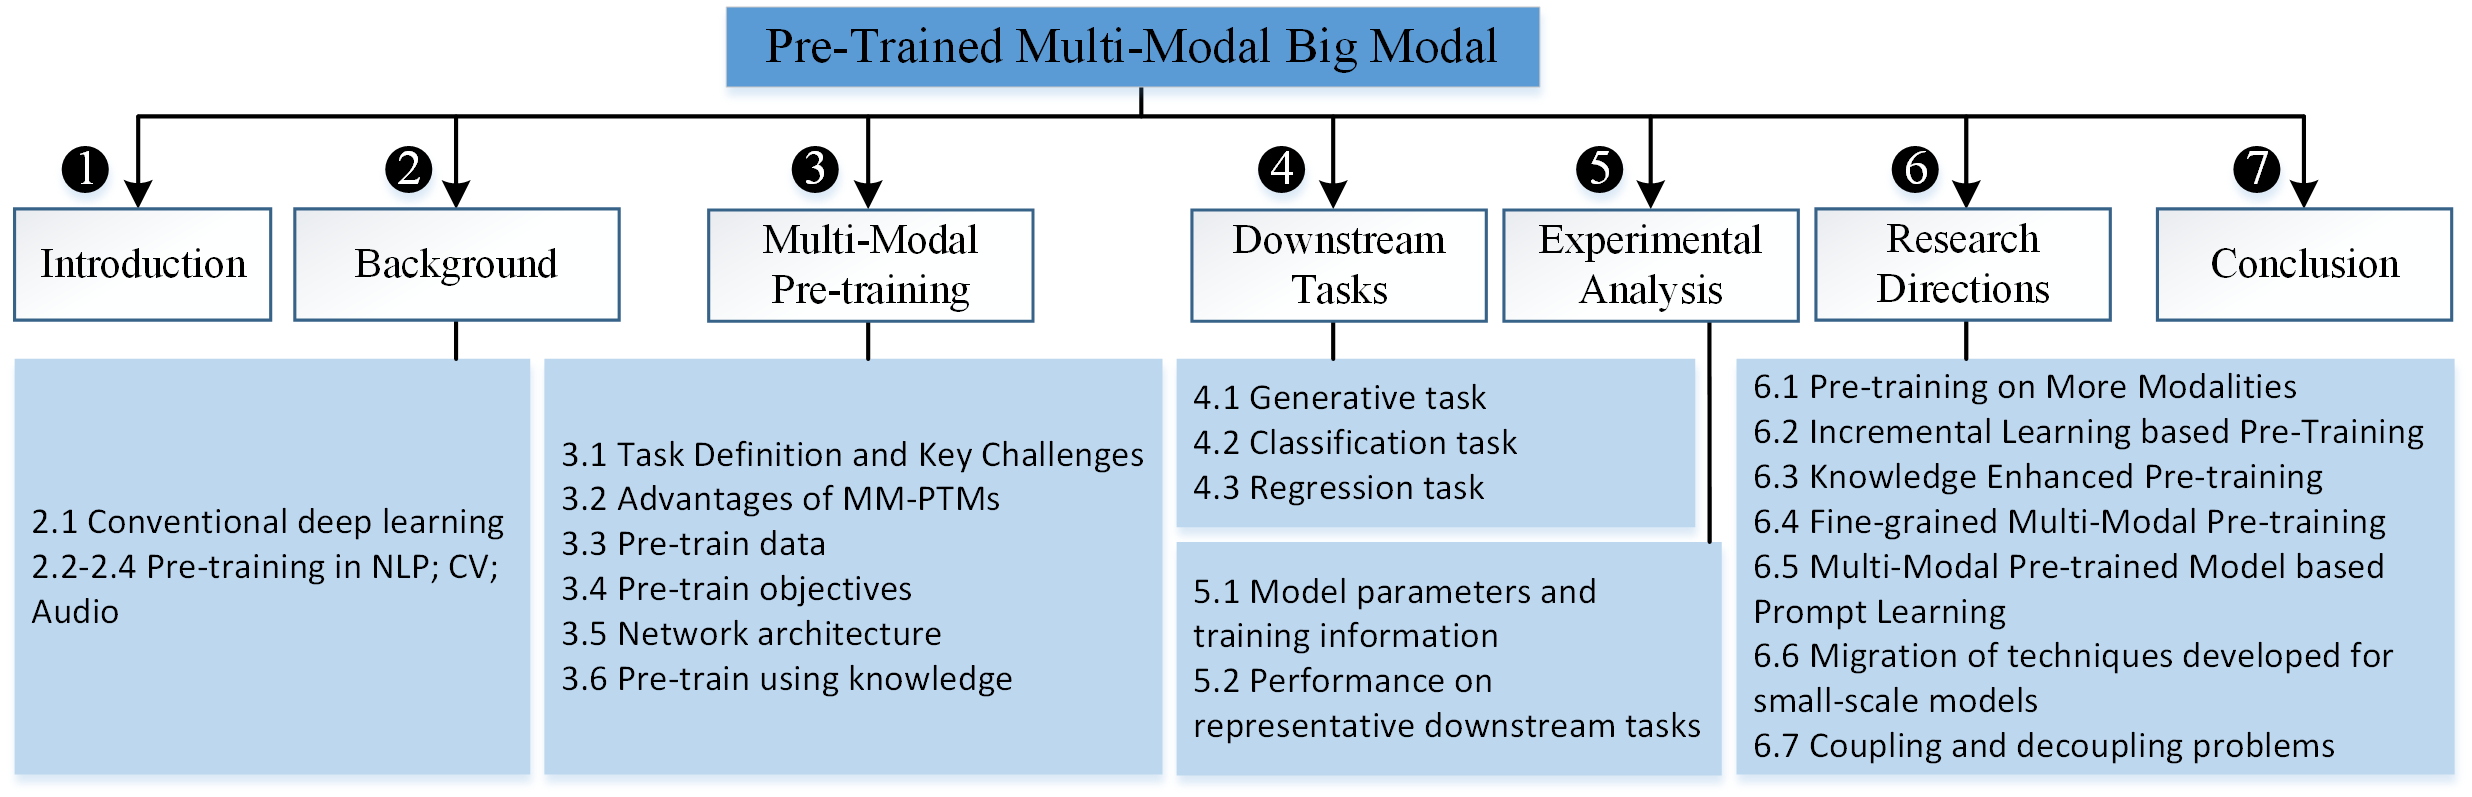 Pre-Trained Multi-Modal Big Modal
1
Introduction
2
Background
2.1 Conventional deep learning
2.2-2.4 Pre-training in NLP; CV;
Audio
3
Multi-Modal
Pre-training
3.1 Task Definition and Key Challenges
3.2 Advantages of MM-PTMs
3.3 Pre-train data
3.4 Pre-train objectives
3.5 Network architecture
3.6 Pre-train using knowledge
4
Downstream
Tasks
4.1 Generative task
4.2 Classification task
4.3 Regression task
5
Experimental
Analysis
5.1 Model parameters and
training information
5.2 Performance on
representative downstream tasks
6
Research
Directions
6.1 Pre-training on More Modalities
6.2 Incremental Learning based Pre-Training
6.3 Knowledge Enhanced Pre-training
6.4 Fine-grained Multi-Modal Pre-training
6.5 Multi-Modal Pre-trained Model based
Prompt Learning
6.6 Migration of techniques developed for
small-scale models
6.7 Coupling and decoupling problems
7
Conclusion